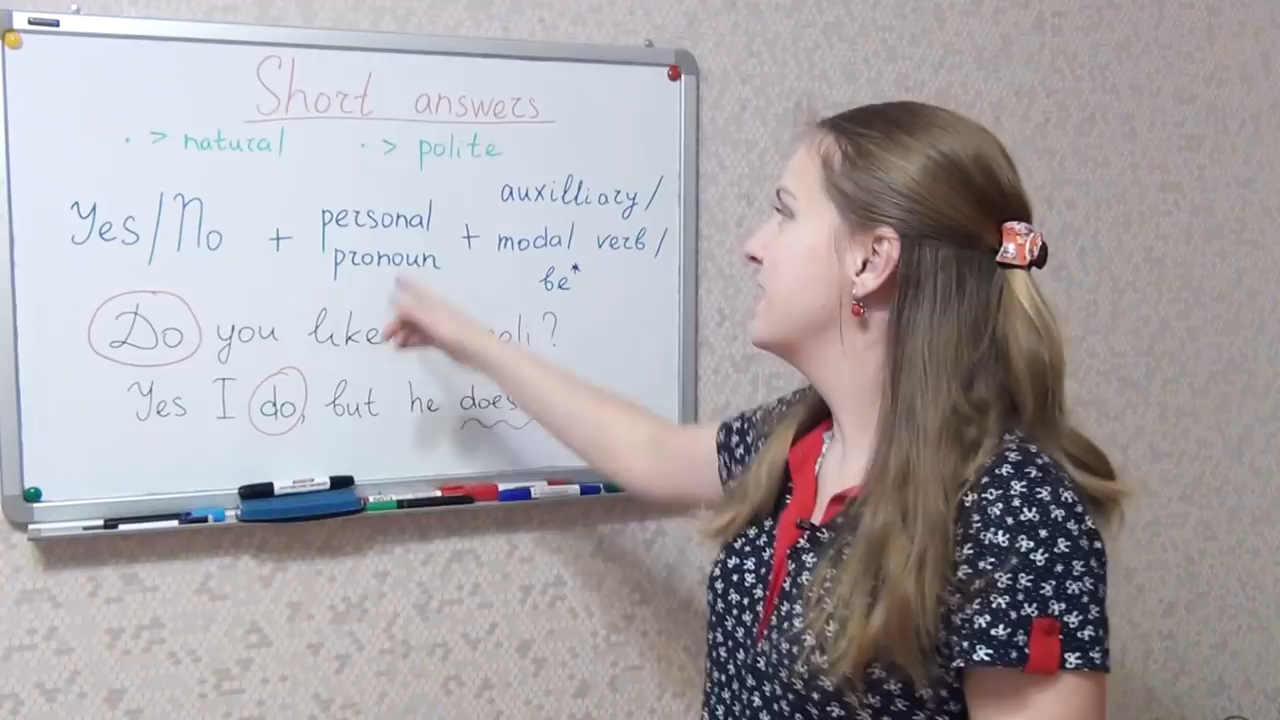 Short answers
· > natural · > polite
Yes/No + personal pronoun + auxilliary/ modal verb/ be*
Do you like ?
Yes I do, but he does